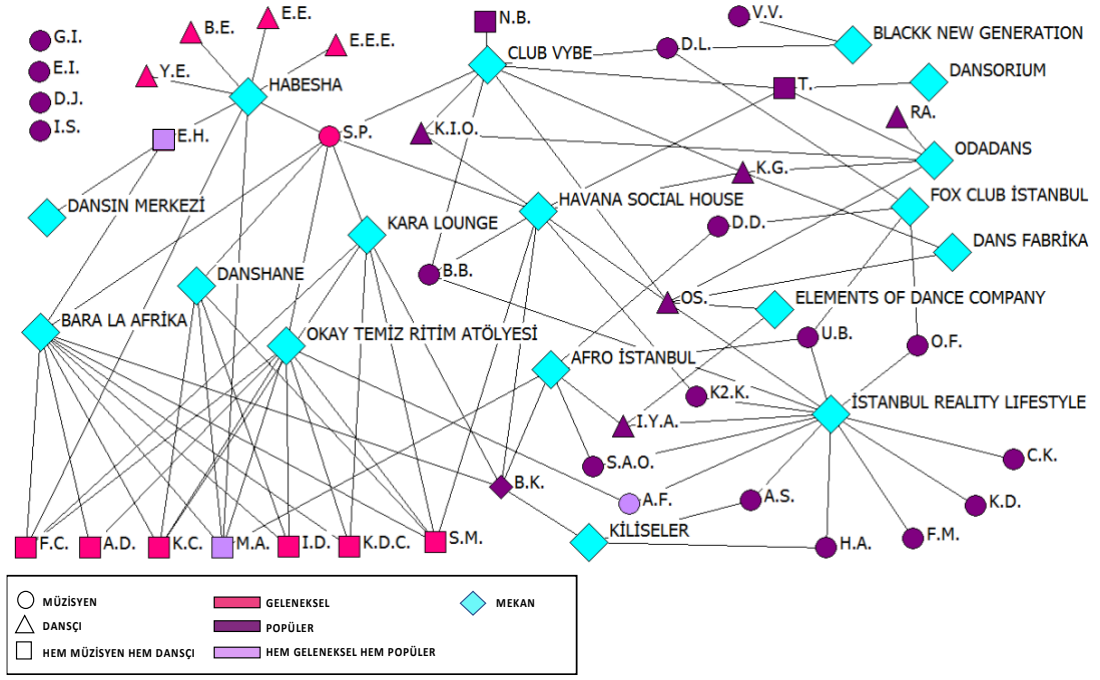 G.I.
E.I.
D.J.
I.S.
B.E.
E.E.
E.E.E.
Y.E.
HABESHA
E.H.
S.P.
N.B.
CLUB VYBE
K.I.O.
V.V.
D.L.
BLACKK NEW GENERATION
T.
DANSORIUM
RA.
ODADANS
K.G.
HAVANA SOCIAL HOUSE
FOX CLUB İSTANBUL
DANSIN MERKEZİ
KARA LOUNGE
D.D.
DANS FABRİKA
DANSHANE
B.B.
OS.
ELEMENTS OF DANCE COMPANY
BARA LA AFRİKA
OKAY TEMİZ RİTİM ATÖLYESİ
AFRO İSTANBUL
U.B.
O.F.
K2.K.
İSTANBUL REALITY LIFESTYLE
I.Y.A.
S.A.O.
C.K.
B.K.
A.F.
A.S.
K.D.
KİLİSELER
F.M.
H.A.
F.C.
A.D.
K.C.
M.A.
I.D.
K.D.C.
S.M.
MÜZİSYEN
GELENEKSEL
MEKAN
DANSÇI
POPÜLER
HEM MÜZİSYEN HEM DANSÇI
HEM GELENEKSEL HEM POPÜLER